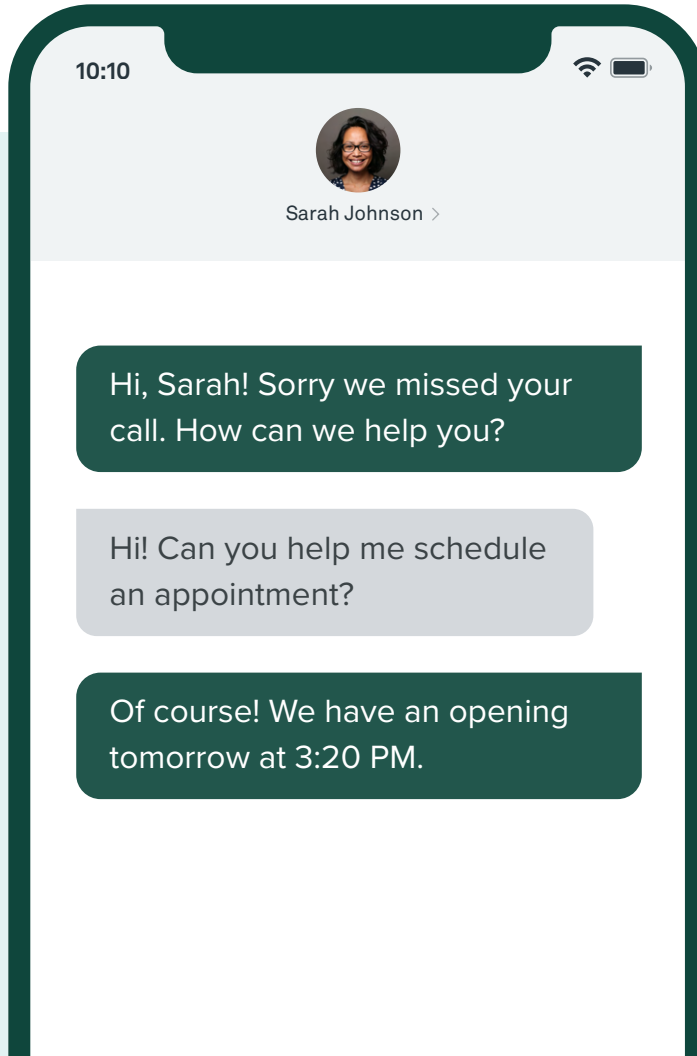 10:10
Sarah Johnson
Hi, Sarah! Sorry we missed your
call. How can we help you?
Hi! Can you help me schedule
an appointment?
Of course! We have an opening
tomorrow at 3:20 PM.